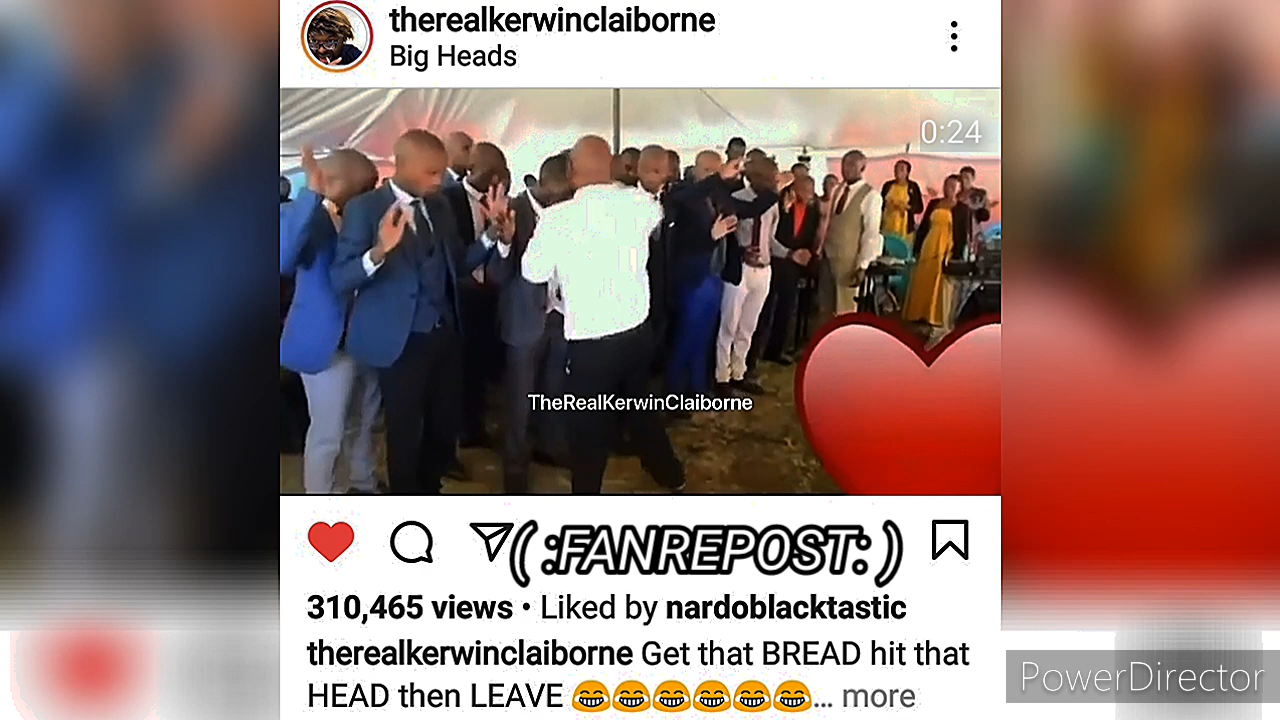 therealkerwinclaiborne
Big Heads
0:24
TheRealKerwinClaiborne
( :FANREPOST: )
310,465 views • Liked by nardoblacktastic
therealkerwinclaiborne Get that BREAD hit that
HEAD then LEAVE 😂😂😂😂😂😂... more
PowerDirector